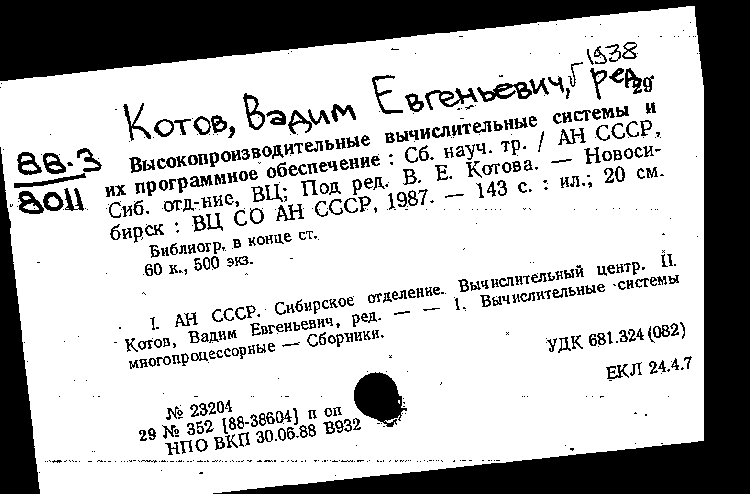 Котов, Вадим Евгеньевич, 1938
ред.
88.3
8011
29
Высокопроизводительные вычислительные системы и
их программное обеспечение : Сб. науч. тр. / АН СССР,
Сиб. отд-ние, ВЦ; Под ред. В. Е. Котова. — Новоси-
бирск : ВЦ СО АН СССР, 1987. — 143 с. : ил.; 20 см.
Библиогр. в конце ст.
60 к., 500 экз.
I. АН СССР. Сибирское отделение. Вычислительный центр. II.
Котов, Вадим Евгеньевич, ред. — — 1. Вычислительные системы
многопроцессорные — Сборники.
УДК 681.324(082)
ЕКЛ 24.4.7
№ 23204
29 № 352 [88-38604] п оп
НПО ВКП 30.06.88 В932